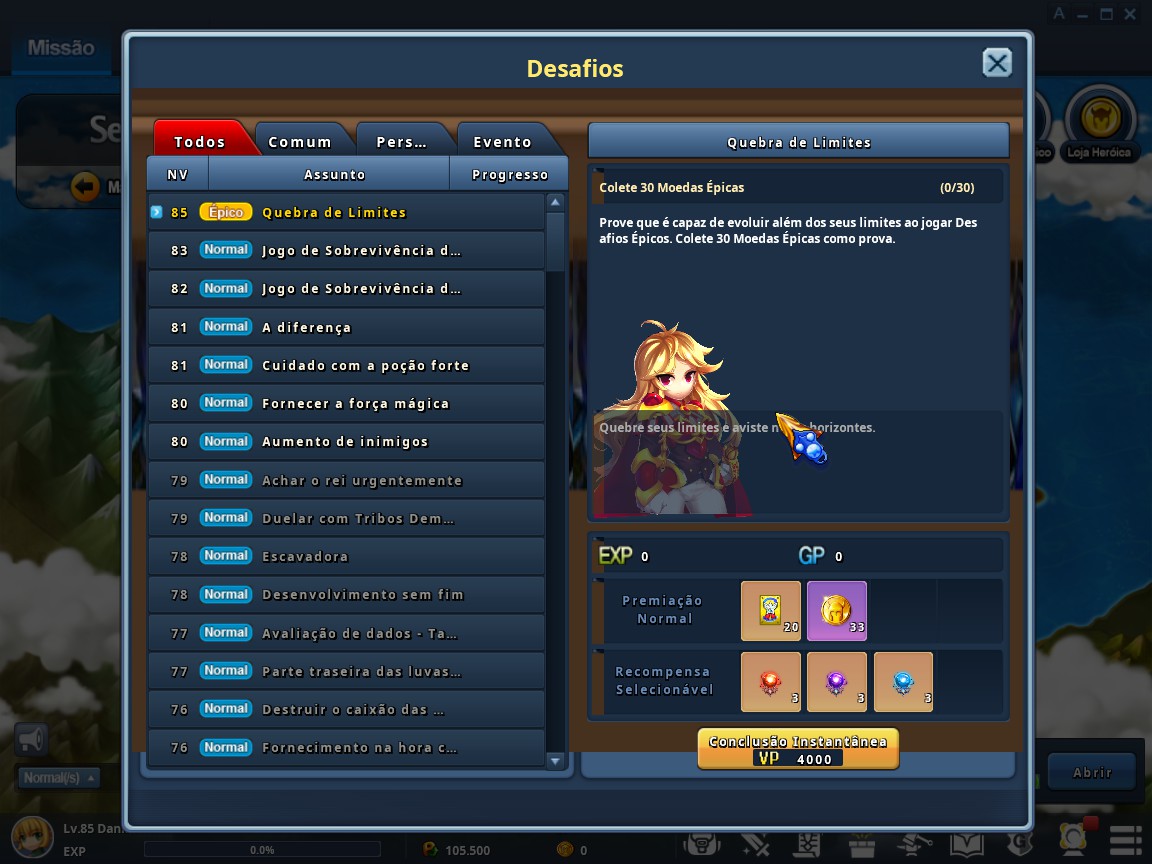 A
Missão
Desafios
Se
M
ico
Loja Heróica
Todos
Comum
Pers...
Evento
NV
Assunto
Progresso
85 Épico Quebra de Limites
83 Normal Jogo de Sobrevivência d...
82 Normal Jogo de Sobrevivência d...
81 Normal A diferença
81 Normal Cuidado com a poção forte
80 Normal Fornecer a força mágica
80 Normal Aumento de inimigos
79 Normal Achar o rei urgentemente
79 Normal Duelar com Tribos Dem...
78 Normal Escavadora
78 Normal Desenvolvimento sem fim
77 Normal Avaliação de dados - Ta...
77 Normal Parte traseira das luvas...
76 Normal Destruir o caixão das ...
76 Normal Fornecimento na hora c...
Quebra de Limites
Colete 30 Moedas Épicas (0/30)
Prove que é capaz de evoluir além dos seus limites ao jogar Des
afios Épicos. Colete 30 Moedas Épicas como prova.
Quebre seus limites e aviste n horizontes.
EXP 0 GP 0
Premiação
Normal
20
33
Recompensa
Selecionável
3
3
3
Conclusão Instantânea
VP 4000
Normal(/s)
Abrir
Lv.85 Dan
EXP
0.0%
105.500
0